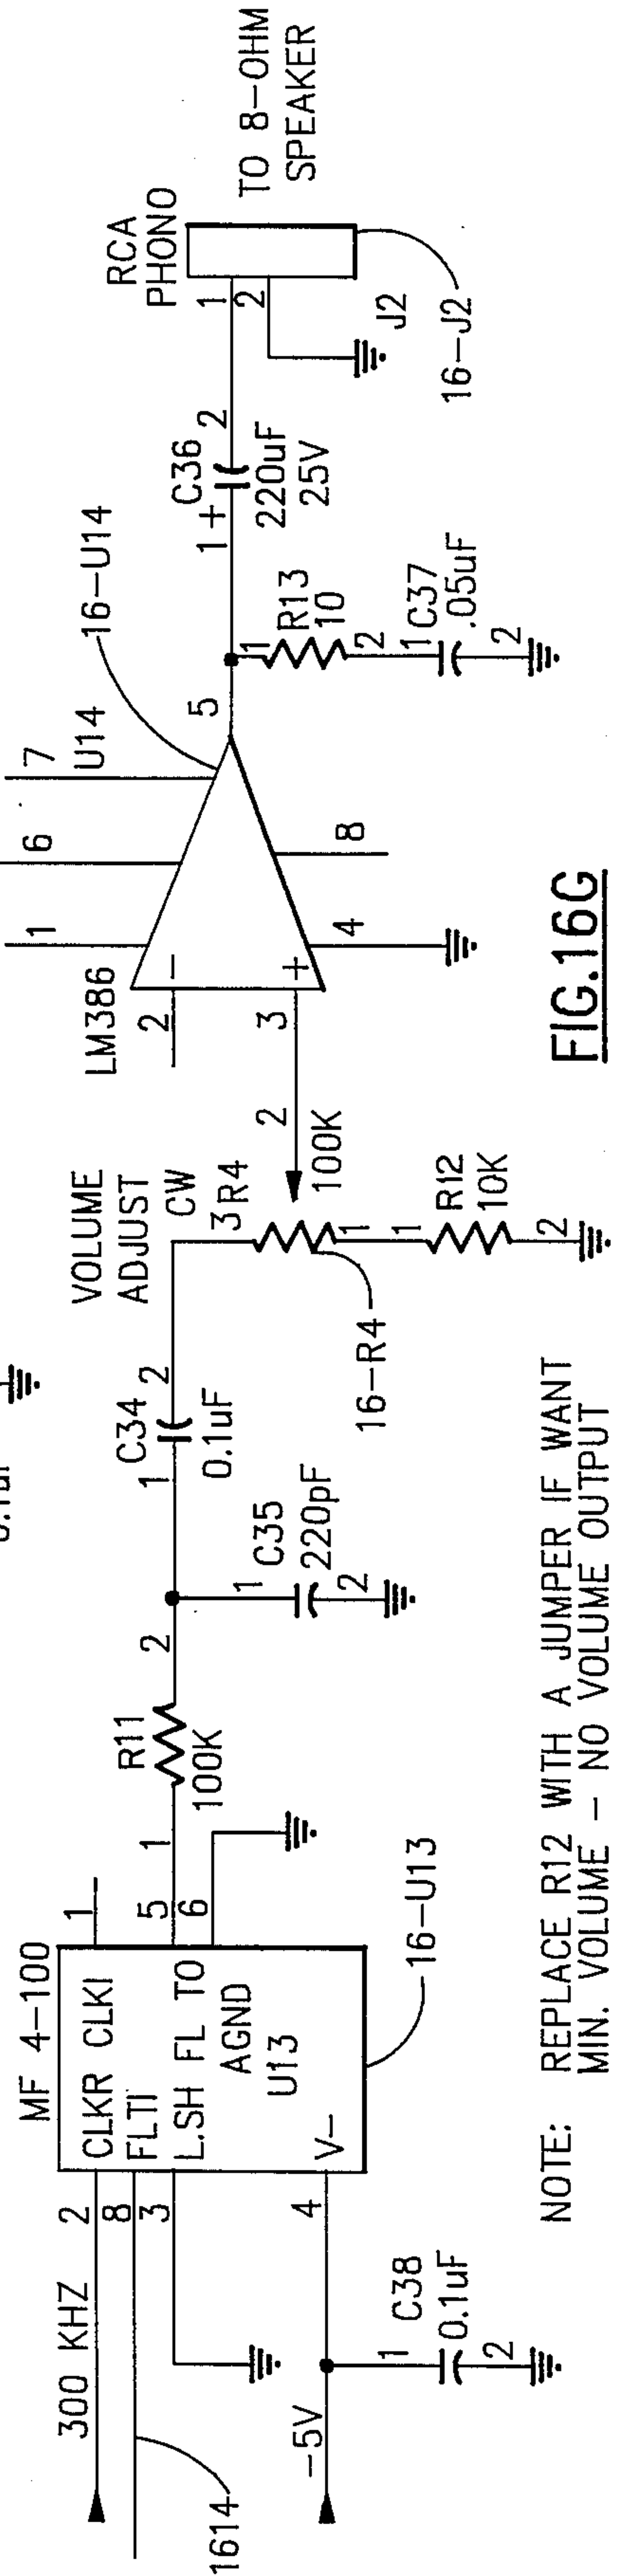 MF 4-100
300 KHZ
2
8
3
4
CLKR CLKI
FLTI
L.SH FL TO
AGND
U13
V-
1
5
6
1614
-5V
1
C38
0.1uF
2
16-U13
1
R11
100K
2
1
C35
220pF
2
1
C34
0.1uF
2
VOLUME
ADJUST
CW
3
R4
100K
2
1
16-R4
1
R12
10K
2
LM386
2
-
3
+
1
6
7
U14
16-U14
4
8
5
1
R13
10
2
1
C37
.05uF
2
1
+
C36
220uF
25V
2
RCA
PHONO
1
2
J2
16-J2
TO 8-OHM
SPEAKER
NOTE: REPLACE R12 WITH A JUMPER IF WANT
MIN. VOLUME - NO VOLUME OUTPUT
FIG.16G